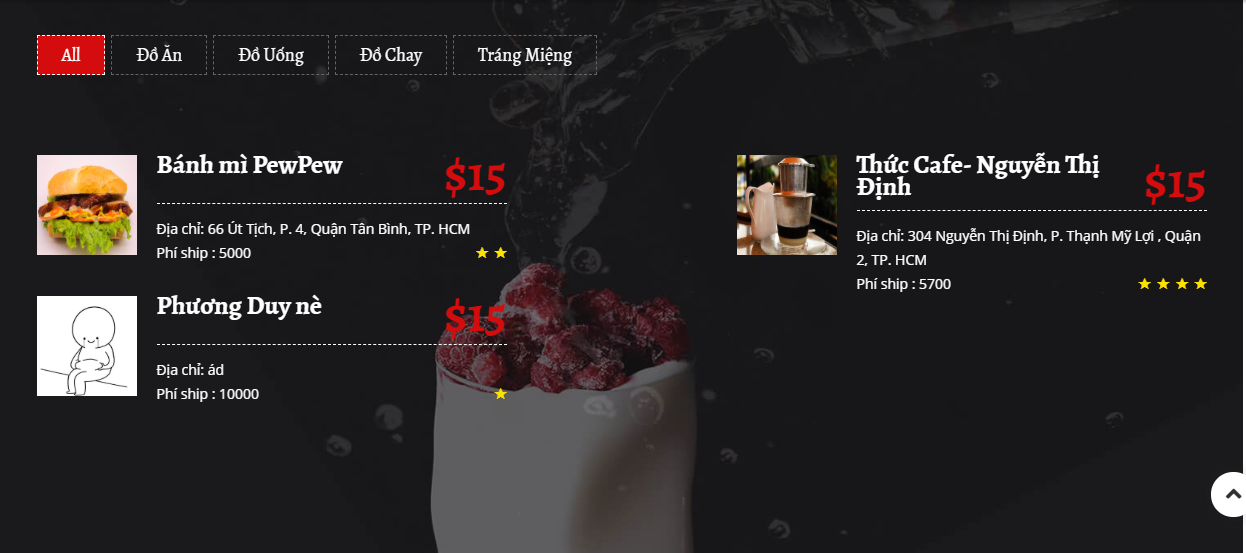 All
Đồ Ăn
Đồ Uống
Đồ Chay
Tráng Miệng
Bánh mì PewPew
$15
Địa chỉ: 66 Út Tịch, P. 4, Quận Tân Bình, TP. HCM
Phí ship : 5000
Thức Cafe- Nguyễn Thị
Định
$15
Địa chỉ: 304 Nguyễn Thị Định, P. Thạnh Mỹ Lợi , Quận
2, TP. HCM
Phí ship : 5700
Phương Duy nè
$15
Địa chỉ: ád
Phí ship : 10000